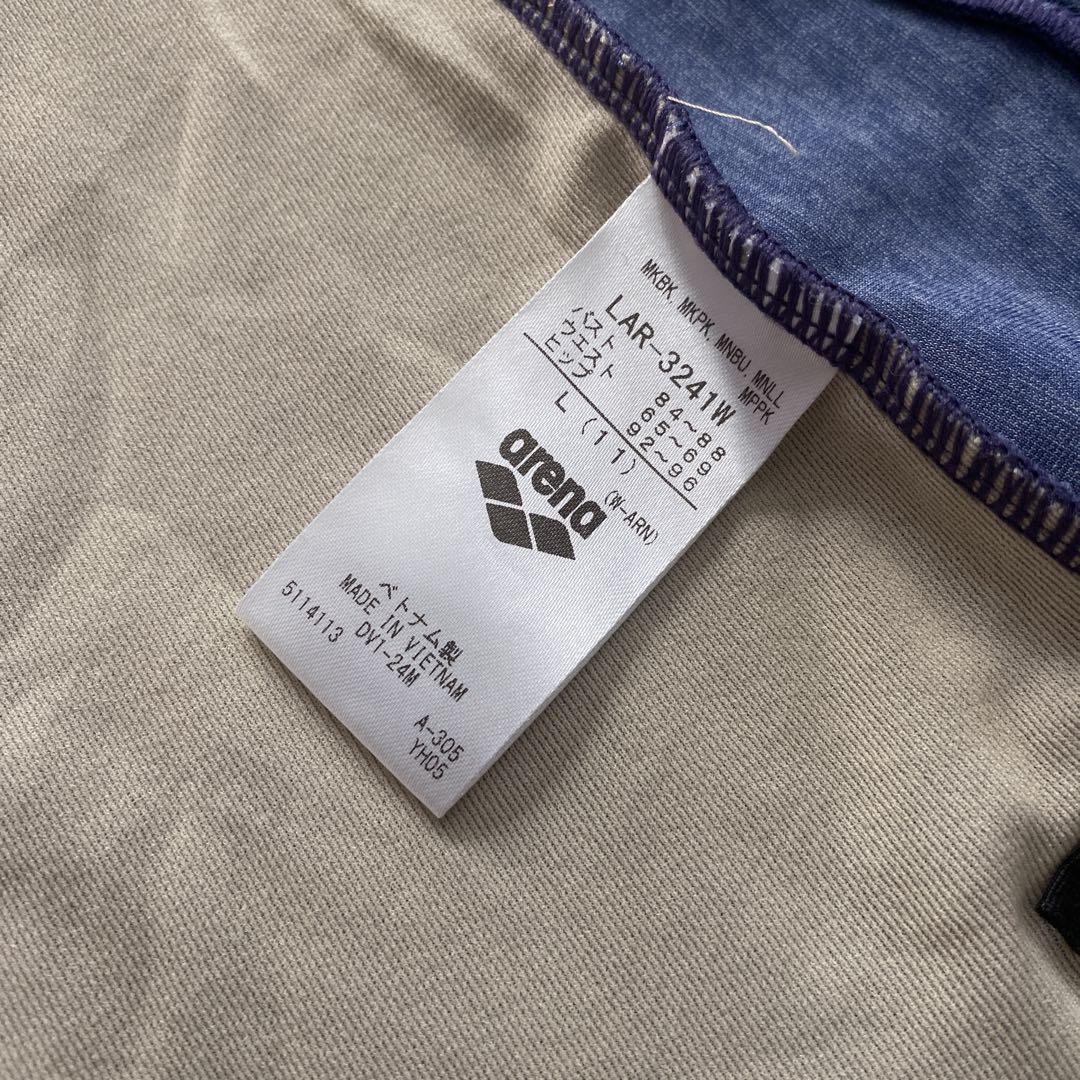 MKBK, MKPK, MNBU, MNLL
MPPK
LAR-3241W
バスト 84~88
ウエスト 65~69
ヒップ 92~96
L (11)
arena
(W-ARN)
ベトナム製
MADE IN VIETNAM
5114113 DV1-24M
A-305
YH05